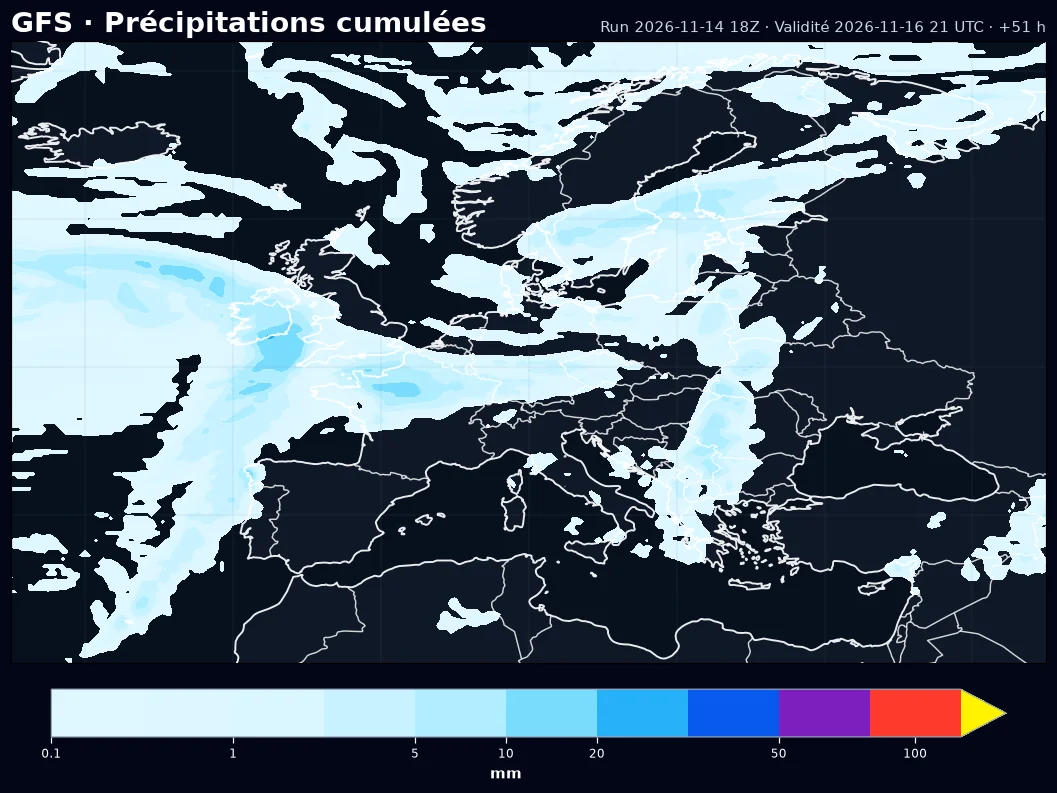 GFS · Précipitations cumulées
Run 2026-11-14 18Z · Validité 2026-11-16 21 UTC · +51 h
0.1 1 5 10 20 50 100
mm